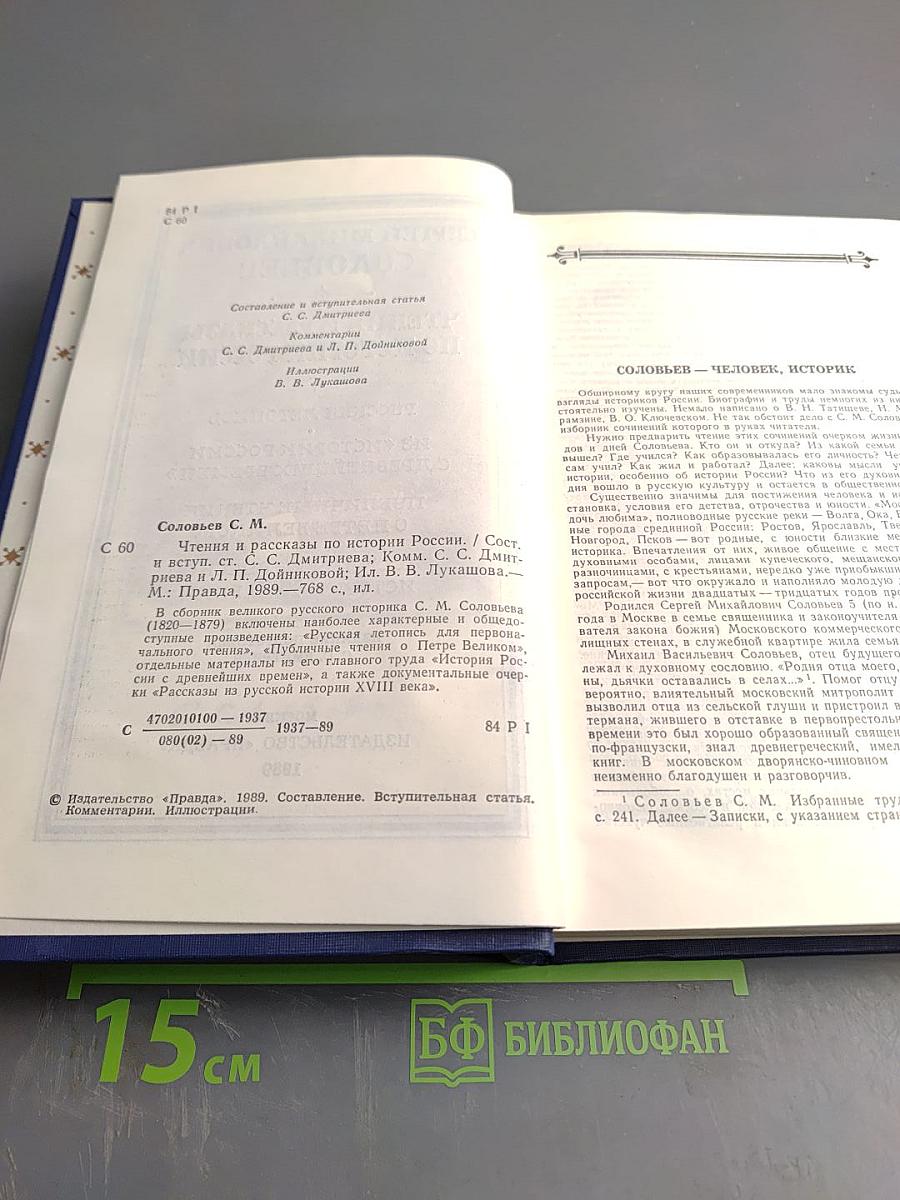 84 Р 1
С 60
Составление и вступительная статья
С. С. Дмитриева
Комментарии
С. С. Дмитриева и Л. П. Дойниковой
Иллюстрации
В. В. Лукашова
Соловьев С. М.
С 60 Чтения и рассказы по истории России. / Сост.
и вступ. ст. С. С. Дмитриева; Комм. С. С. Дмит-
риева и Л. П. Дойниковой; Ил. В. В. Лукашова.—
М.: Правда, 1989.—768 с., ил.
В сборник великого русского историка С. М. Соловьева
(1820—1879) включены наиболее характерные и общедо-
ступные произведения: «Русская летопись для первона-
чального чтения», «Публичные чтения о Петре Великом»,
отдельные материалы из его главного труда «История Рос-
сии с древнейших времен», а также документальные очер-
ки «Рассказы из русской истории XVIII века».
С 4702010100 — 1937
080(02) — 89
1937—89 84 Р 1
© Издательство «Правда». 1989. Составление. Вступительная статья.
Комментарии. Иллюстрации.
СОЛОВЬЕВ — ЧЕЛОВЕК, ИСТОРИК
Обширному кругу наших современников мало знакомы
взгляды историков России. Биографии и труды немногих из
стоятельно изучены. Немало написано о В. Н. Татищеве, Н.
рамзине, В. О. Ключевском. Не так обстоит дело с С. М.
изборник сочинений которого в руках читателя.
Нужно предварить чтение этих сочинений очерком
дов и дней Соловьева. Кто он и откуда? Из какой семьи
вышел? Где учился? Как образовывалась его личность?
сам учил? Как жил и работал? Далее: каковы мысли
истории, особенно об истории России? Что из его
дия вошло в русскую культуру и остается в
Существенно значимы для постижения человека и
становка, условия его детства, отрочества и юности.
дочь любима», полноводные русские реки — Волга, Ока,
ные города срединной России: Ростов, Ярославль,
Новгород, Псков — вот родные, с юности близкие
историка. Впечатления от них, живое общение с
духовными особами, лицами купеческого,
разночинцами, с крестьянами, нередко уже
запросам,— вот что окружало и наполняло молодую
российской жизни двадцатых — тридцатых годов
Родился Сергей Михайлович Соловьев 5 (по н.
года в Москве в семье священника и законоучителя
вателя закона божия) Московского коммерческого
лищных стенах, в служебной квартире жила семья
Михаил Васильевич Соловьев, отец будущего
лежал к духовному сословию. «Родня отца моего,
ны, дьячки оставались в селах...»¹. Помог отцу
вероятно, влиятельный московский митрополит
вызволил отца из сельской глуши и пристроил
термана, жившего в отставке в
времени это был хорошо образованный
по-французски, знал древнегреческий,
книг. В московском дворянско-чиновном
неизменно благодушен и разговорчив.
¹ Соловьев С. М. Избранные
с. 241. Далее — Записки, с указанием
15 см
БФ БИБЛИОФАН